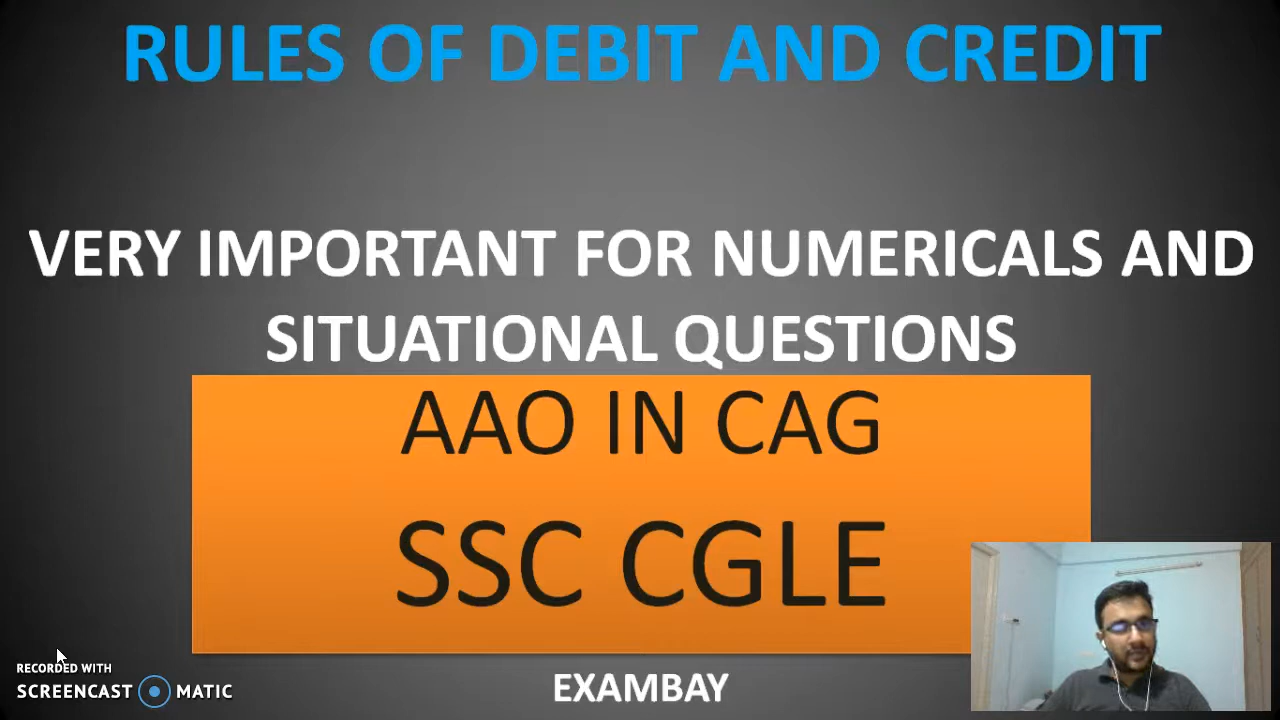 RULES OF DEBIT AND CREDIT
VERY IMPORTANT FOR NUMERICALS AND
SITUATIONAL QUESTIONS
AAO IN CAG
SSC CGLE
RECORDED WITH
SCREENCAST MATIC
EXAMBAY